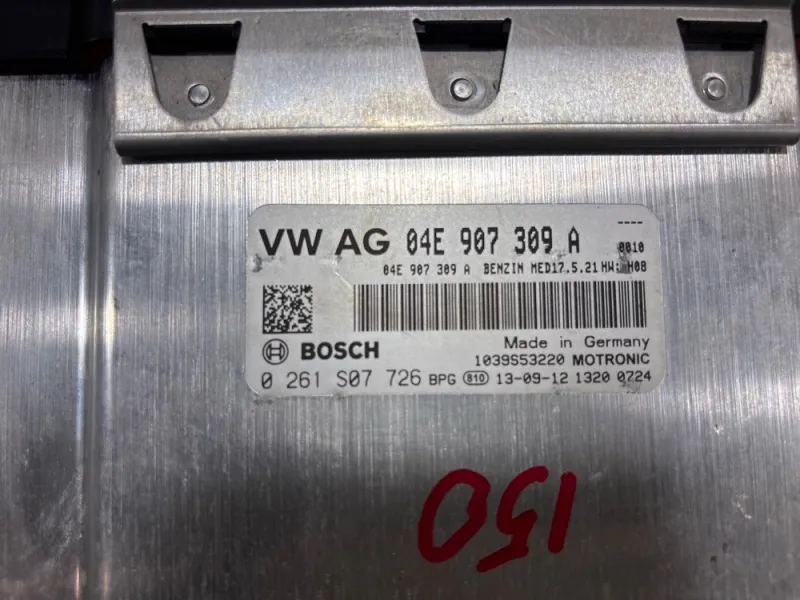 ----
VW AG 04E 907 309 A 0010
04E 907 309 A BENZIN MED17.5.21 HW: H08
BOSCH
Made in Germany
1039S53220 MOTRONIC
0 261 S07 726 BPG 810 13-09-12 1320 0724
150